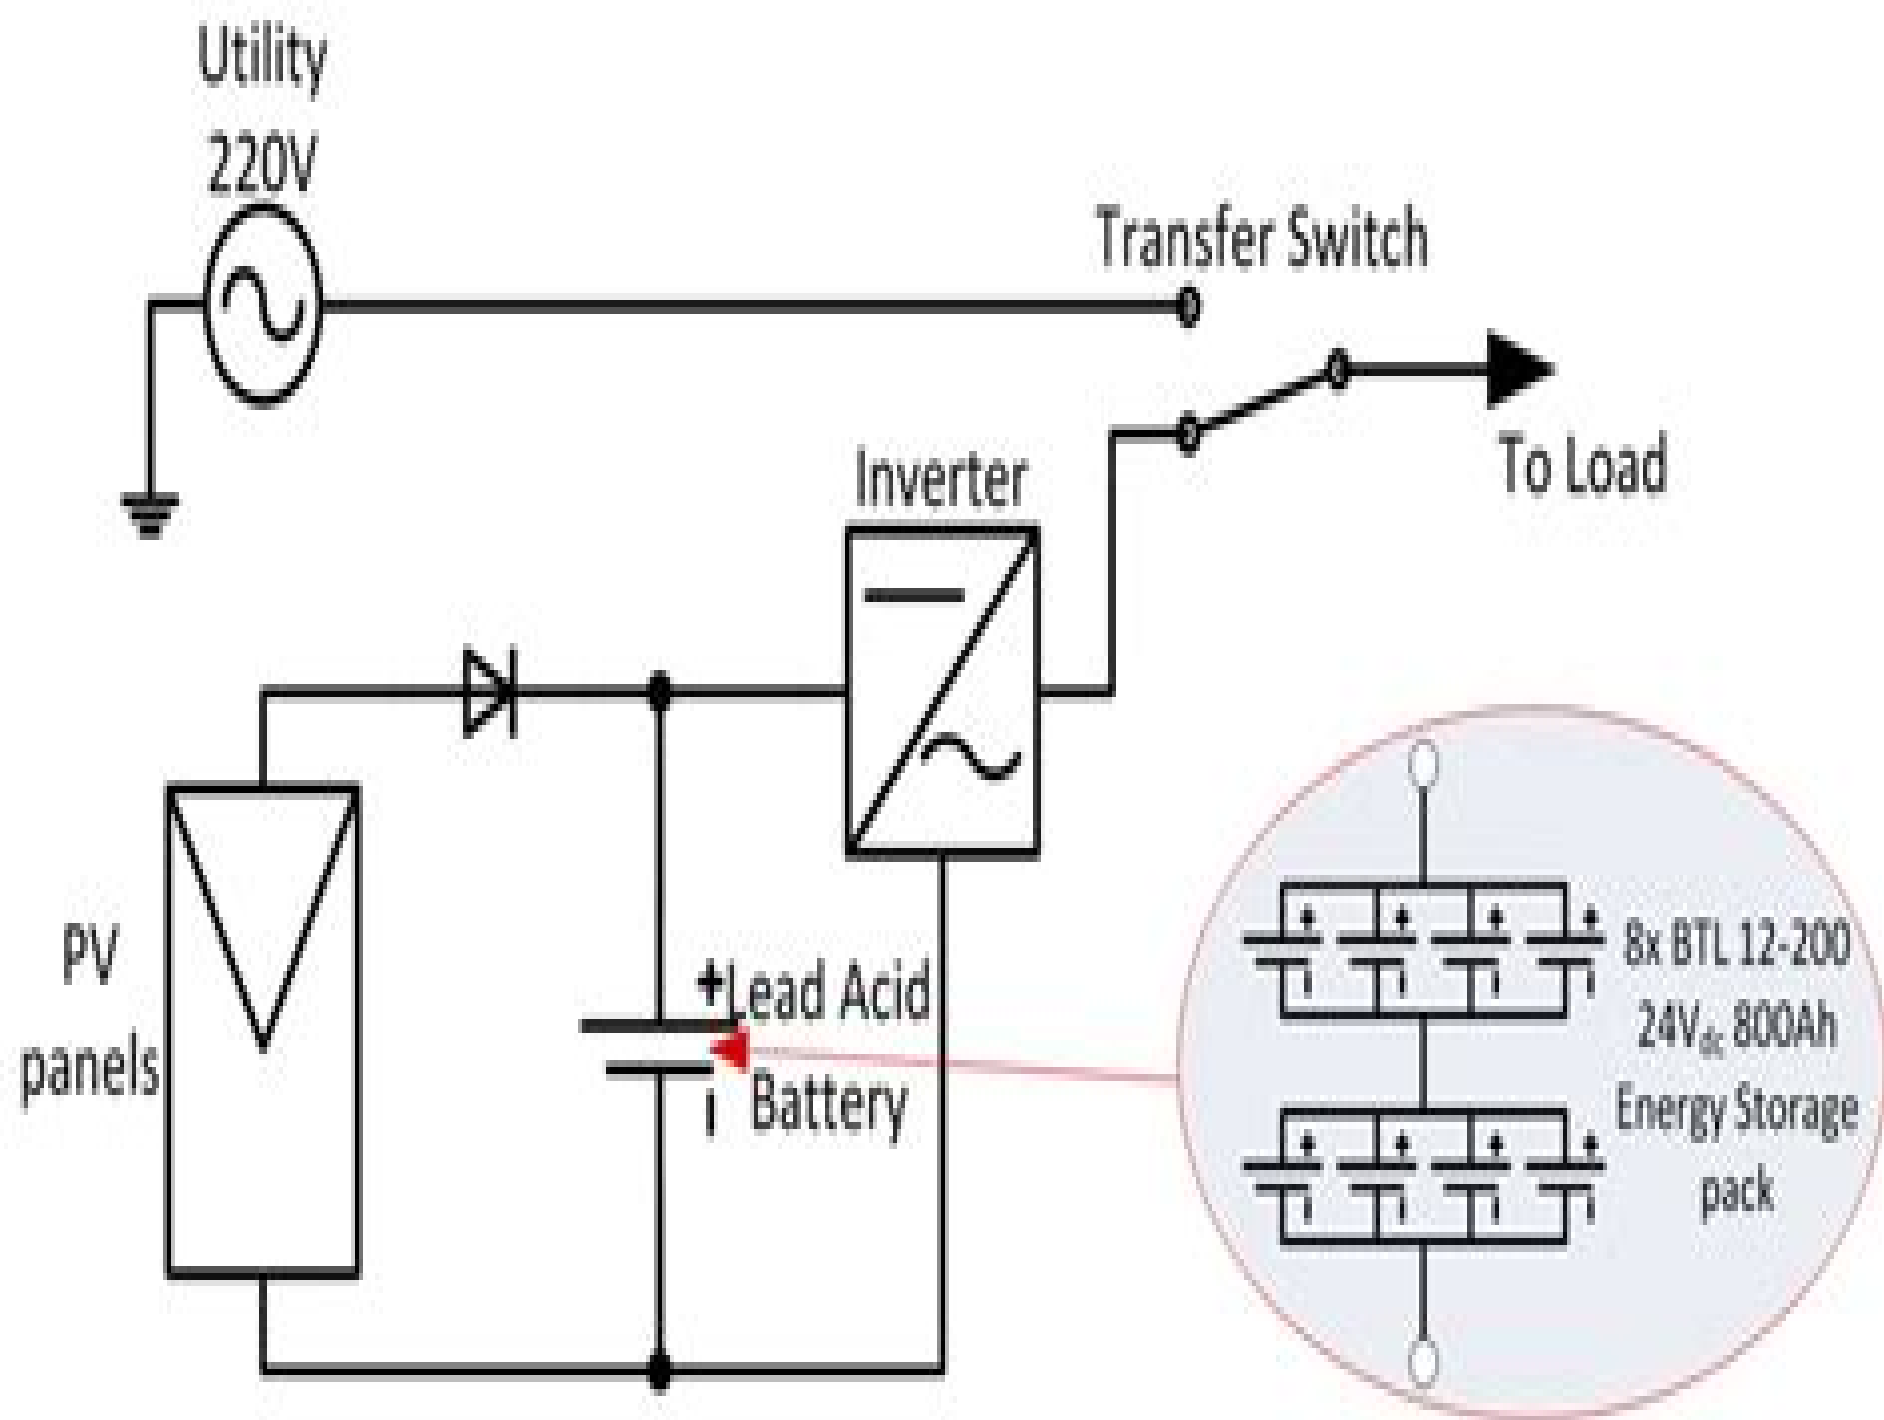 Utility
220V
Transfer Switch
To Load
Inverter
PV
panels
+Lead Acid
Battery
8x BTL 12-200
24Vdc 800Ah
Energy Storage
pack